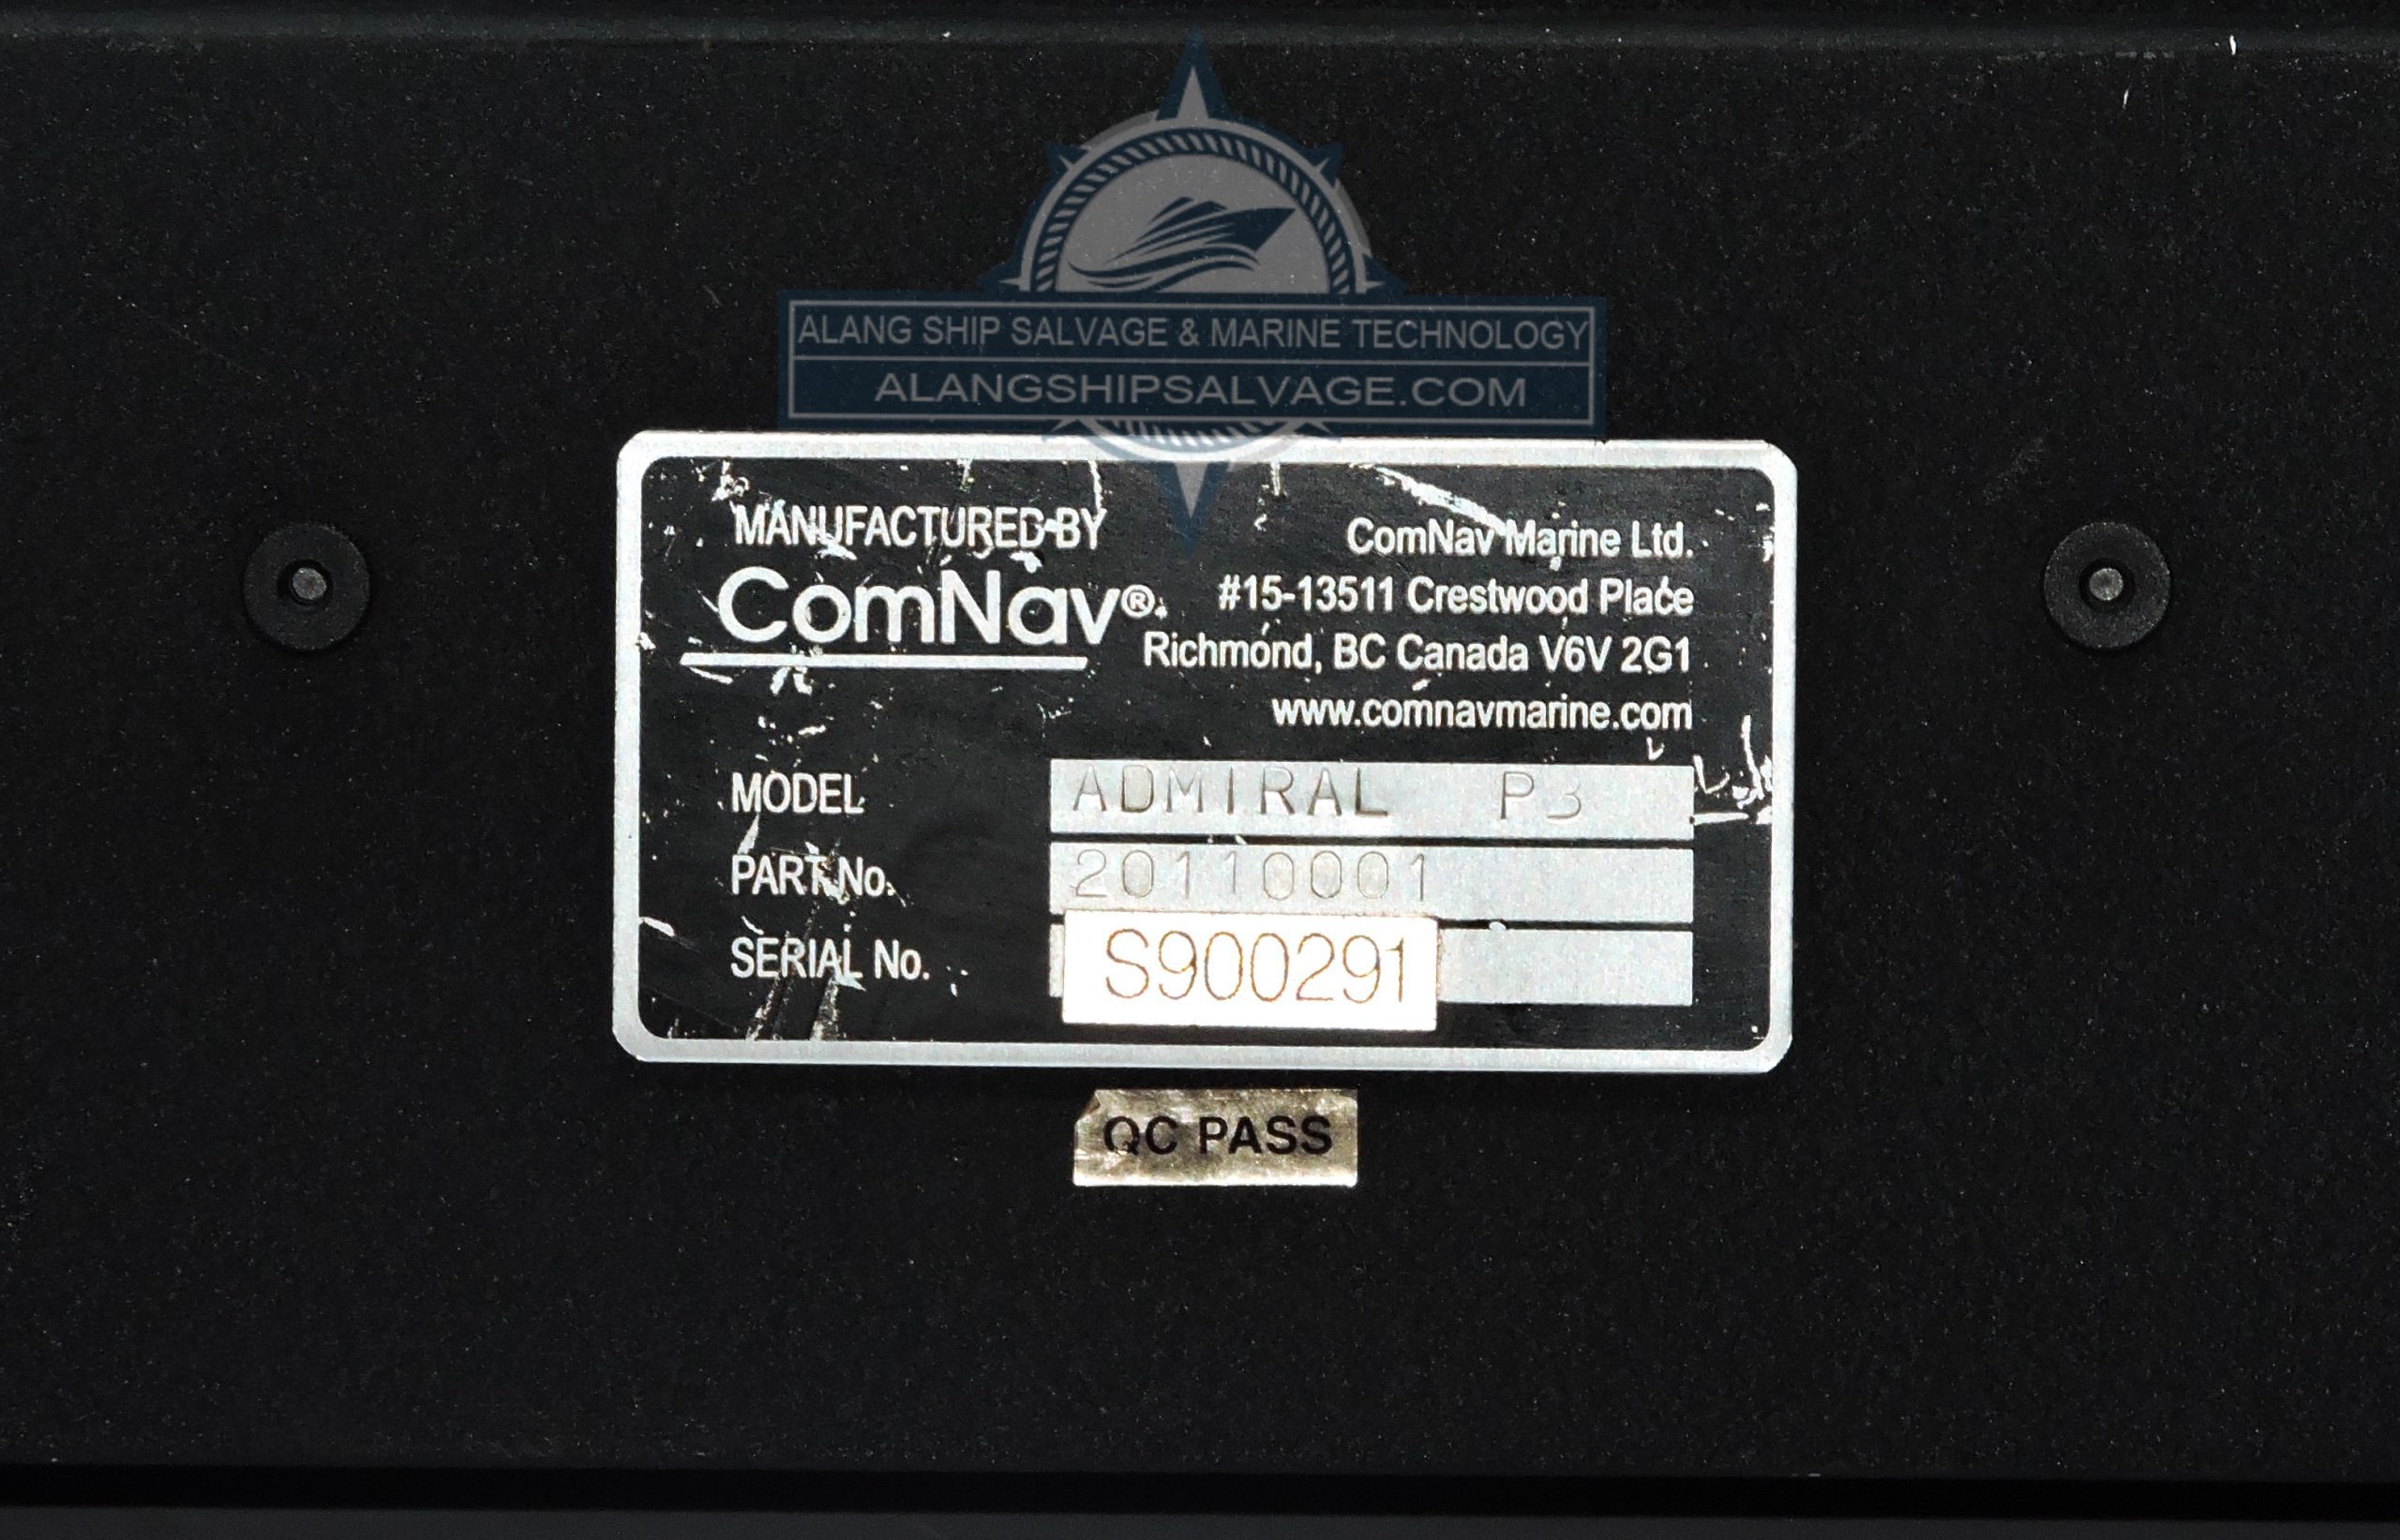 ALANG SHIP SALVAGE & MARINE TECHNOLOGY
ALANGSHIPSALVAGE.COM
MANUFACTURED BY
ComNav®
ComNav Marine Ltd.
#15-13511 Crestwood Place
Richmond, BC Canada V6V 2G1
www.comnavmarine.com
MODEL ADMIRAL P3
PART No. 20110001
SERIAL No. S900291
QC PASS